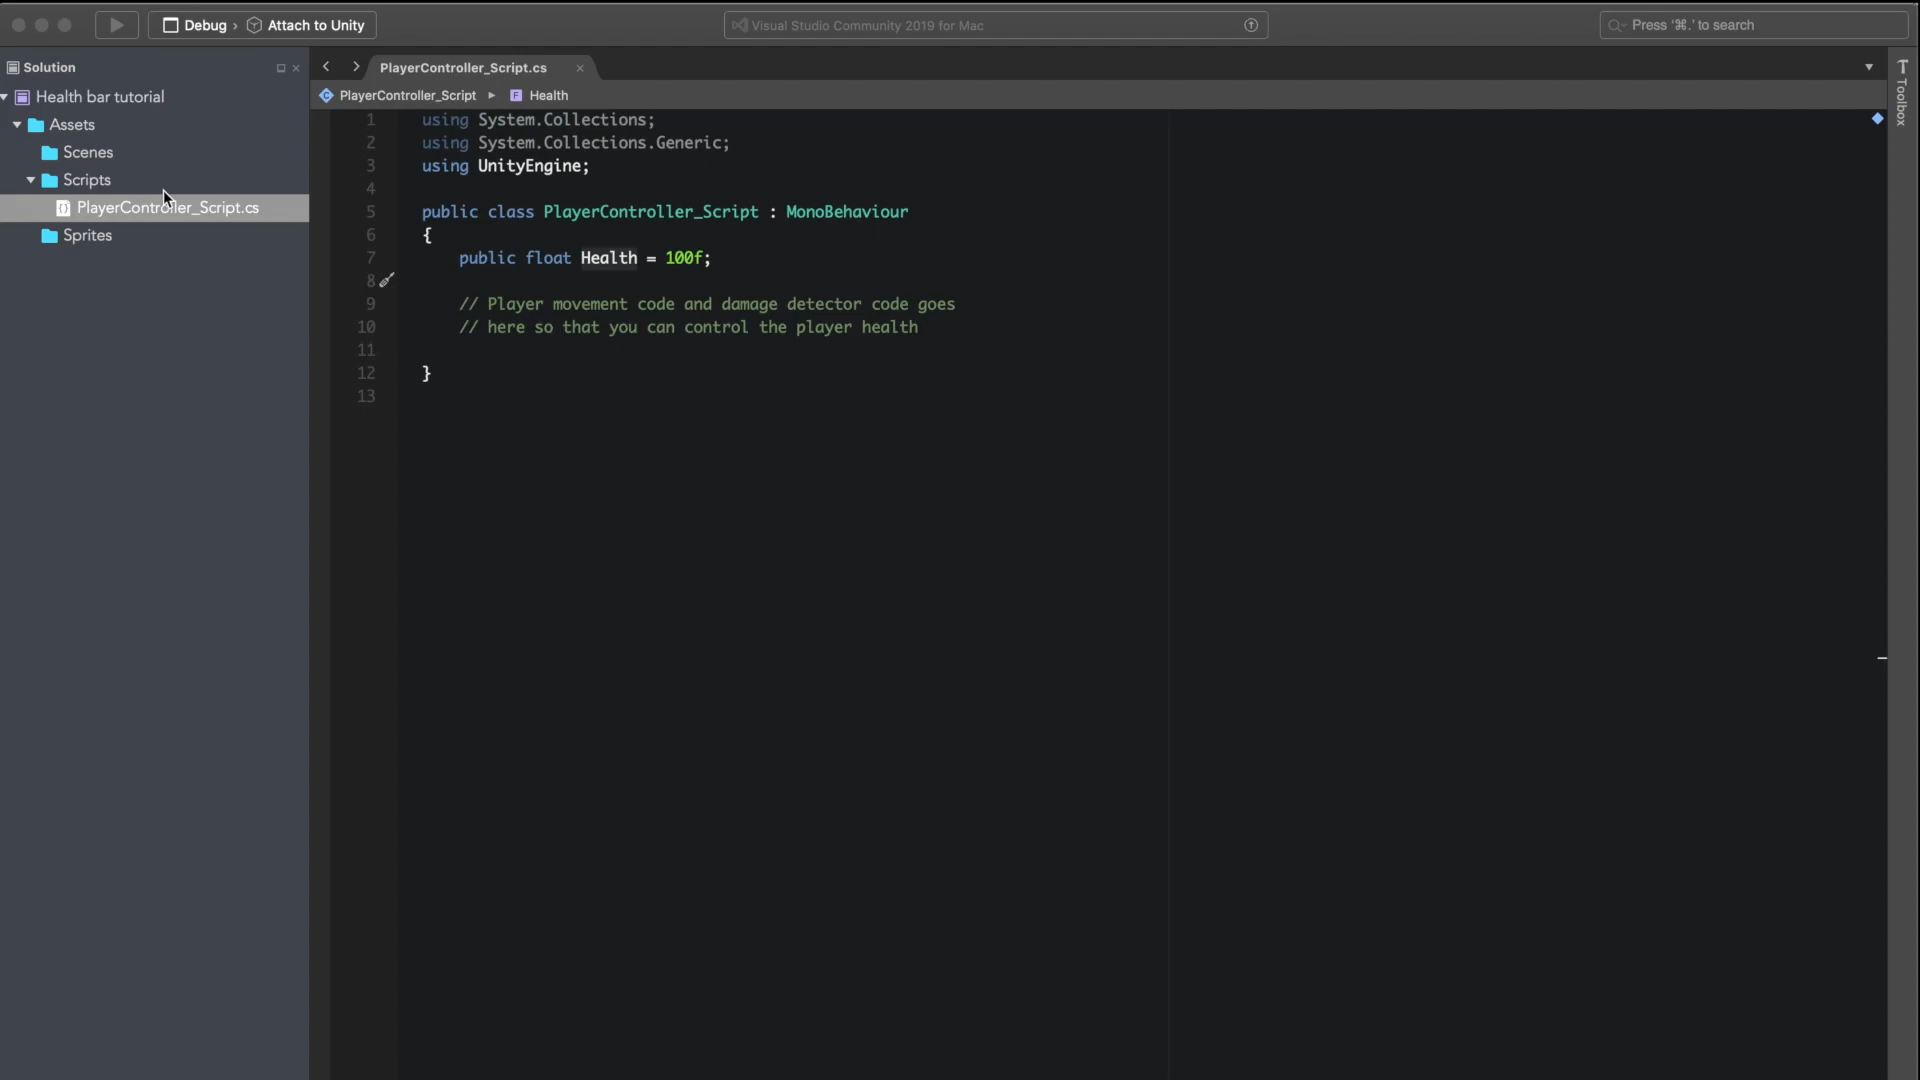 Debug › Attach to Unity
Visual Studio Community 2019 for Mac
Press ‘⌘.’ to search
Solution
Health bar tutorial
Assets
Scenes
Scripts
PlayerController_Script.cs
Sprites
PlayerController_Script.cs
PlayerController_Script ▸ F Health
1 using System.Collections;
2 using System.Collections.Generic;
3 using UnityEngine;
4
5 public class PlayerController_Script : MonoBehaviour
6 {
7 public float Health = 100f;
8
9 // Player movement code and damage detector code goes
10 // here so that you can control the player health
11
12 }
13
Toolbox